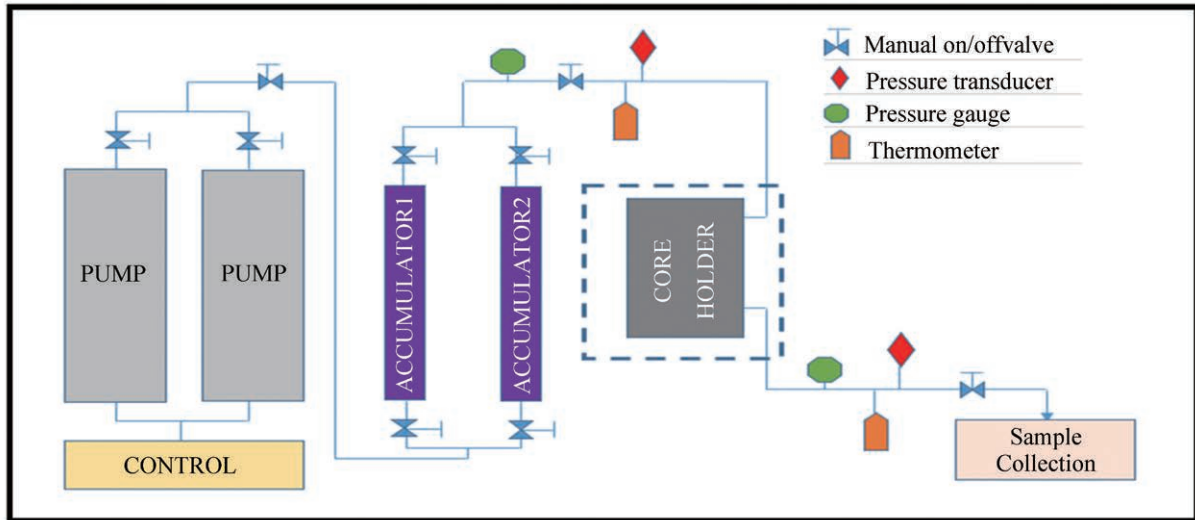 Manual on/offvalve
Pressure transducer
Pressure gauge
Thermometer
PUMP
PUMP
ACCUMULATOR1
ACCUMULATOR2
CORE
HOLDER
CONTROL
Sample
Collection